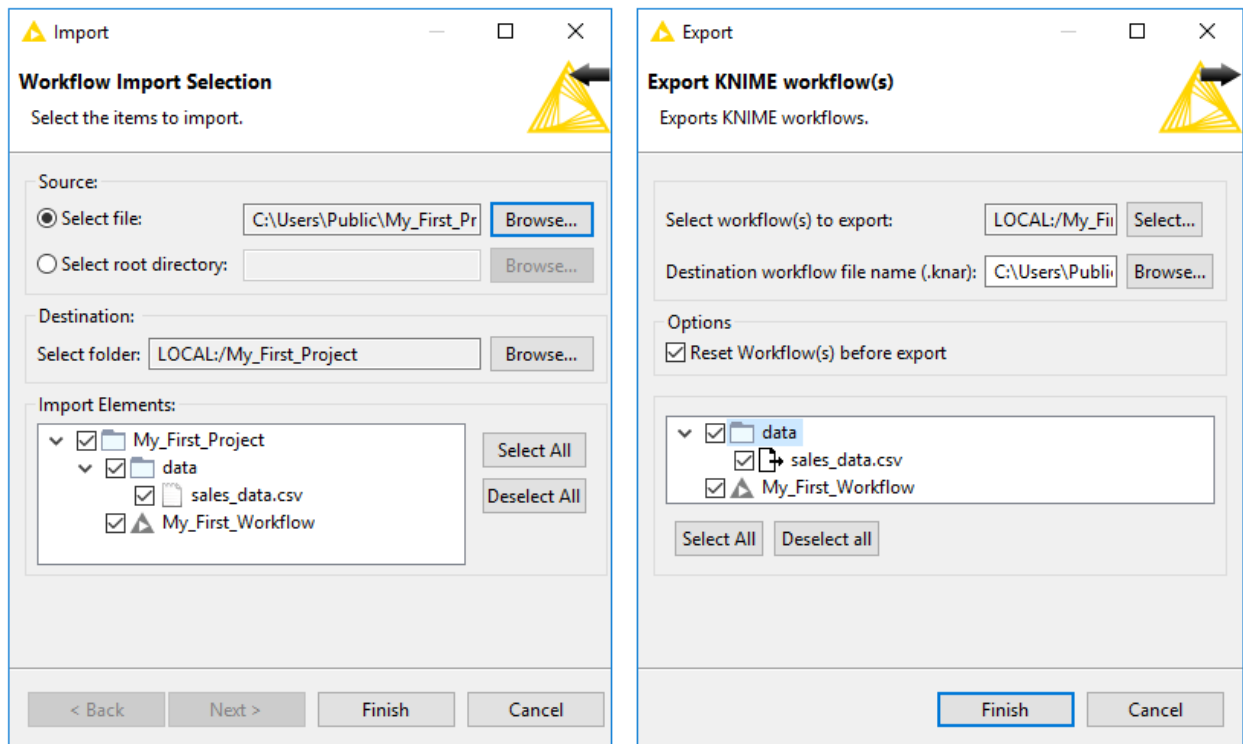 Import
Workflow Import Selection
Select the items to import.
Source:
Select file: C:\Users\Public\My_First_Pr Browse...
Select root directory: Browse...
Destination:
Select folder: LOCAL:/My_First_Project Browse...
Import Elements:
My_First_Project
data
sales_data.csv
My_First_Workflow
Select All
Deselect All
< Back Next > Finish Cancel
Export
Export KNIME workflow(s)
Exports KNIME workflows.
Select workflow(s) to export: LOCAL:/My_Fi Select...
Destination workflow file name (.knar): C:\Users\Publi Browse...
Options
Reset Workflow(s) before export
data
sales_data.csv
My_First_Workflow
Select All Deselect all
Finish Cancel